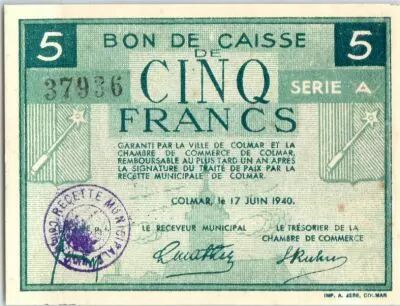 5 BON DE CAISSE 5
DE
37936 CINQ SERIE A
FRANCS
GARANTI PAR LA VILLE DE COLMAR ET LA
CHAMBRE DE COMMERCE DE COLMAR,
REMBOURSABLE AU PLUS TARD UN AN APRÈS
LA SIGNATURE DU TRAITÉ DE PAIX PAR LA
RECETTE MUNICIPALE DE COLMAR.
COLMAR, le 17 JUIN 1940.
LE RECEVEUR MUNICIPAL LE TRÉSORIER DE LA
CHAMBRE DE COMMERCE
RECETTE MUNICIPALE
IMP. A. JESS, COLMAR